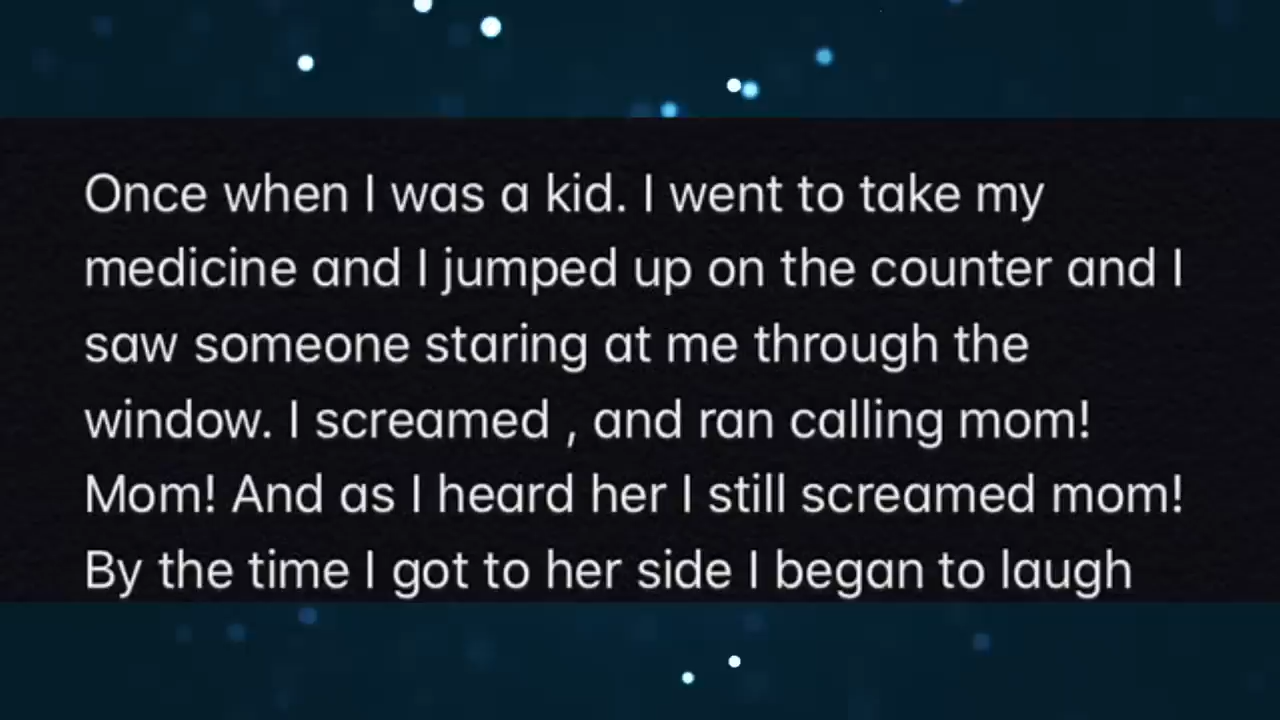 Once when I was a kid. I went to take my
medicine and I jumped up on the counter and I
saw someone staring at me through the
window. I screamed , and ran calling mom!
Mom! And as I heard her I still screamed mom!
By the time I got to her side I began to laugh